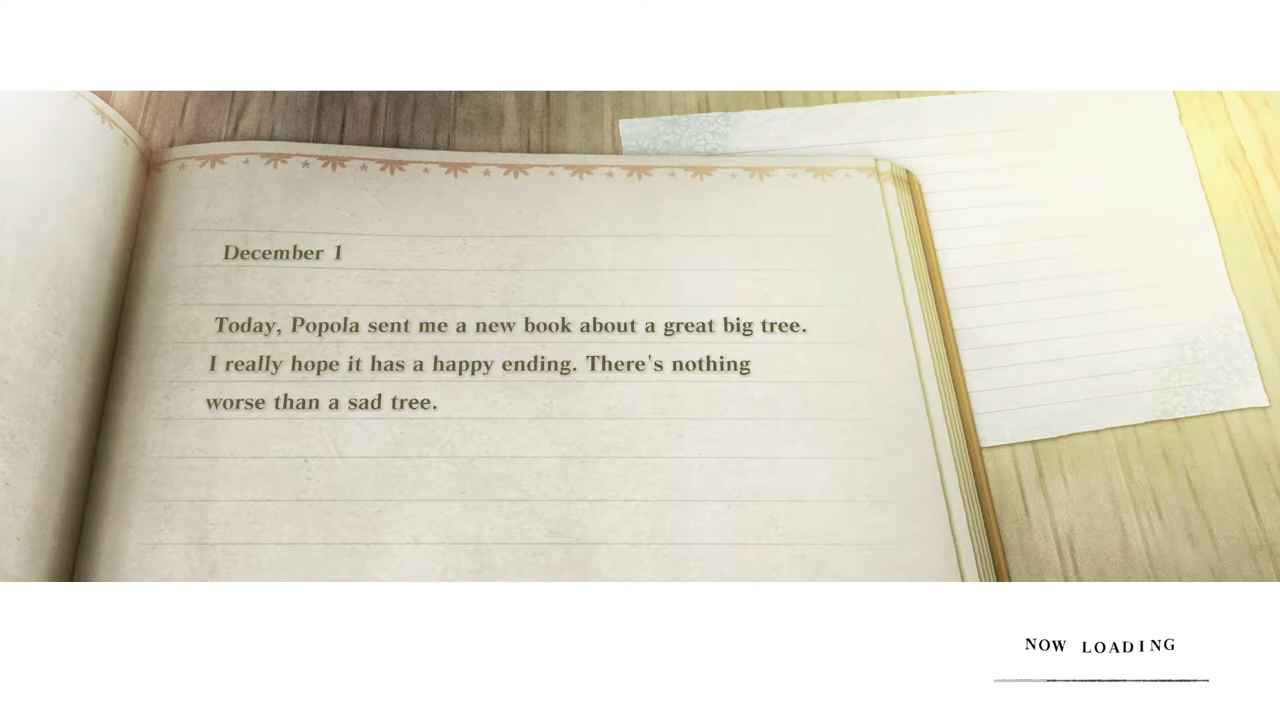 December 1
Today, Popola sent me a new book about a great big tree.
I really hope it has a happy ending. There's nothing
worse than a sad tree.
NOW LOADING